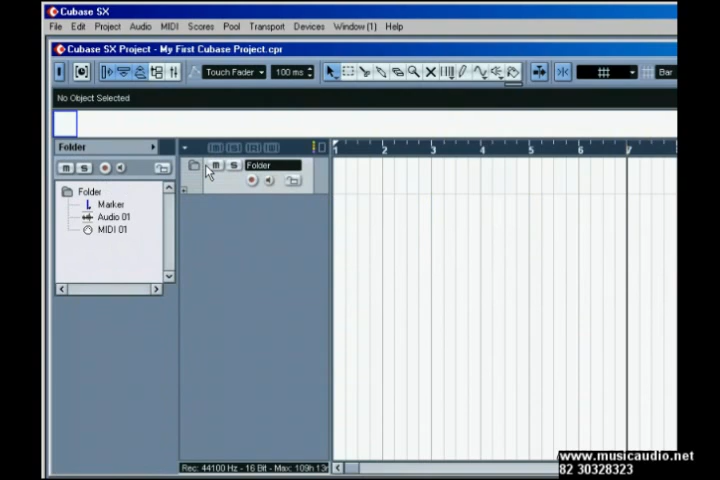 Cubase SX
File Edit Project Audio MIDI Scores Pool Transport Devices Window (1) Help
Cubase SX Project - My First Cubase Project.cpr
Touch Fader 100 ms Bar
No Object Selected
Folder
1 2 3 4 5 6 7
m S Folder
m S
Folder
Marker
Audio 01
MIDI 01
Rec: 44100 Hz - 16 Bit - Max: 109h 13
www.musicaudio.net
82 30328323